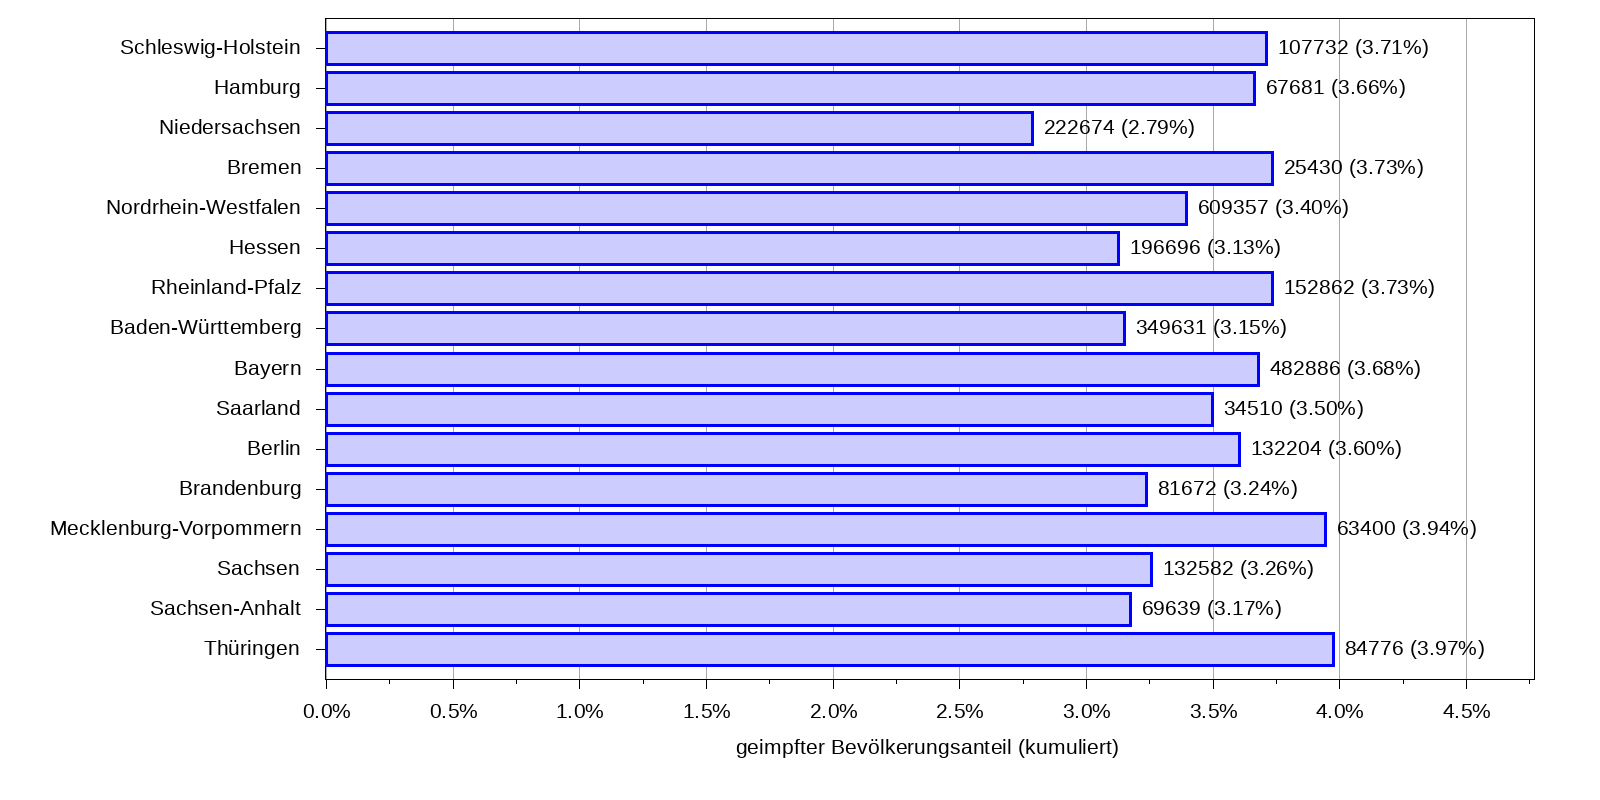 Schleswig-Holstein 107732 (3.71%)
Hamburg 67681 (3.66%)
Niedersachsen 222674 (2.79%)
Bremen 25430 (3.73%)
Nordrhein-Westfalen 609357 (3.40%)
Hessen 196696 (3.13%)
Rheinland-Pfalz 152862 (3.73%)
Baden-Württemberg 349631 (3.15%)
Bayern 482886 (3.68%)
Saarland 34510 (3.50%)
Berlin 132204 (3.60%)
Brandenburg 81672 (3.24%)
Mecklenburg-Vorpommern 63400 (3.94%)
Sachsen 132582 (3.26%)
Sachsen-Anhalt 69639 (3.17%)
Thüringen 84776 (3.97%)
0.0% 0.5% 1.0% 1.5% 2.0% 2.5% 3.0% 3.5% 4.0% 4.5%
geimpfter Bevölkerungsanteil (kumuliert)